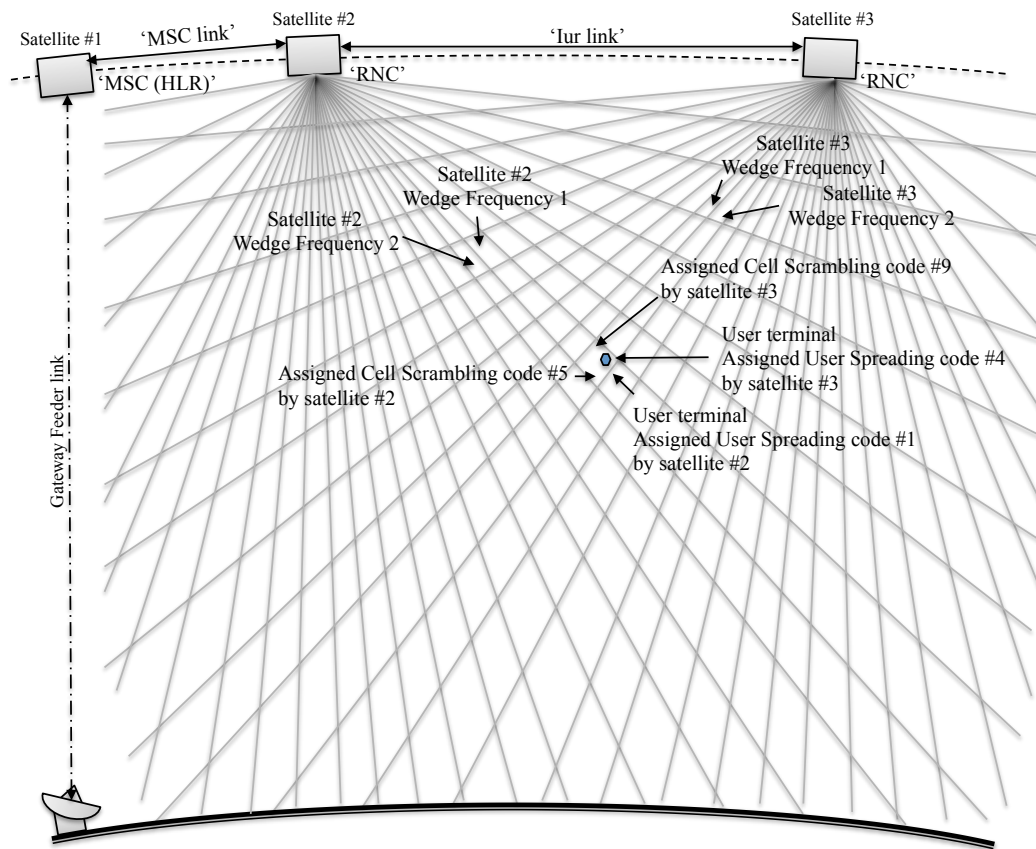 Satellite #1
‘MSC link’
Satellite #2
‘Iur link’
Satellite #3
‘MSC (HLR)’
‘RNC’
‘RNC’
Satellite #2
Wedge Frequency 1
Satellite #2
Wedge Frequency 2
Satellite #3
Wedge Frequency 1
Satellite #3
Wedge Frequency 2
Assigned Cell Scrambling code #9
by satellite #3
User terminal
Assigned User Spreading code #4
by satellite #3
Assigned Cell Scrambling code #5
by satellite #2
User terminal
Assigned User Spreading code #1
by satellite #2
Gateway Feeder link